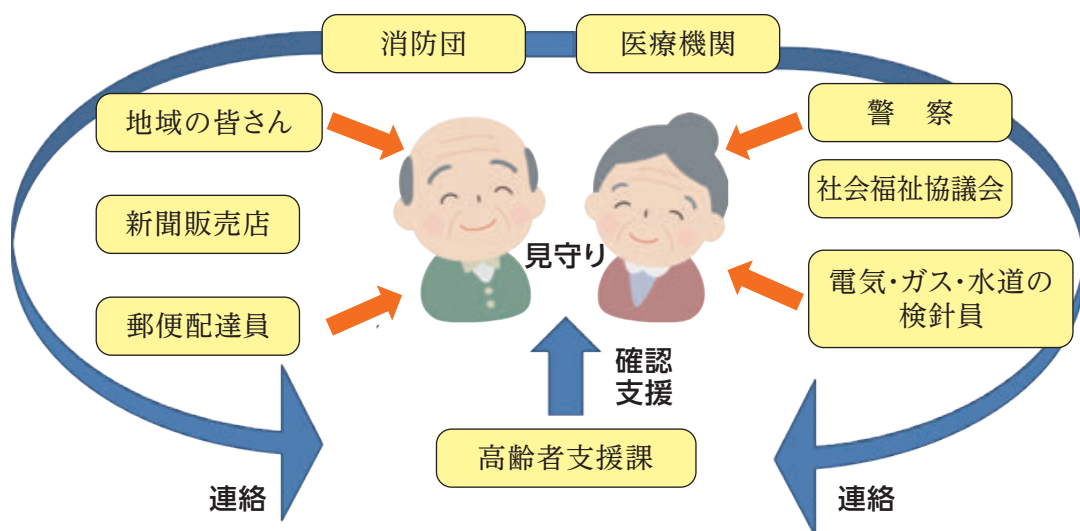 消防団
医療機関
地域の皆さん
警　察
社会福祉協議会
新聞販売店
見守り
電気・ガス・水道の
検針員
郵便配達員
確認
支援
高齢者支援課
連絡
連絡